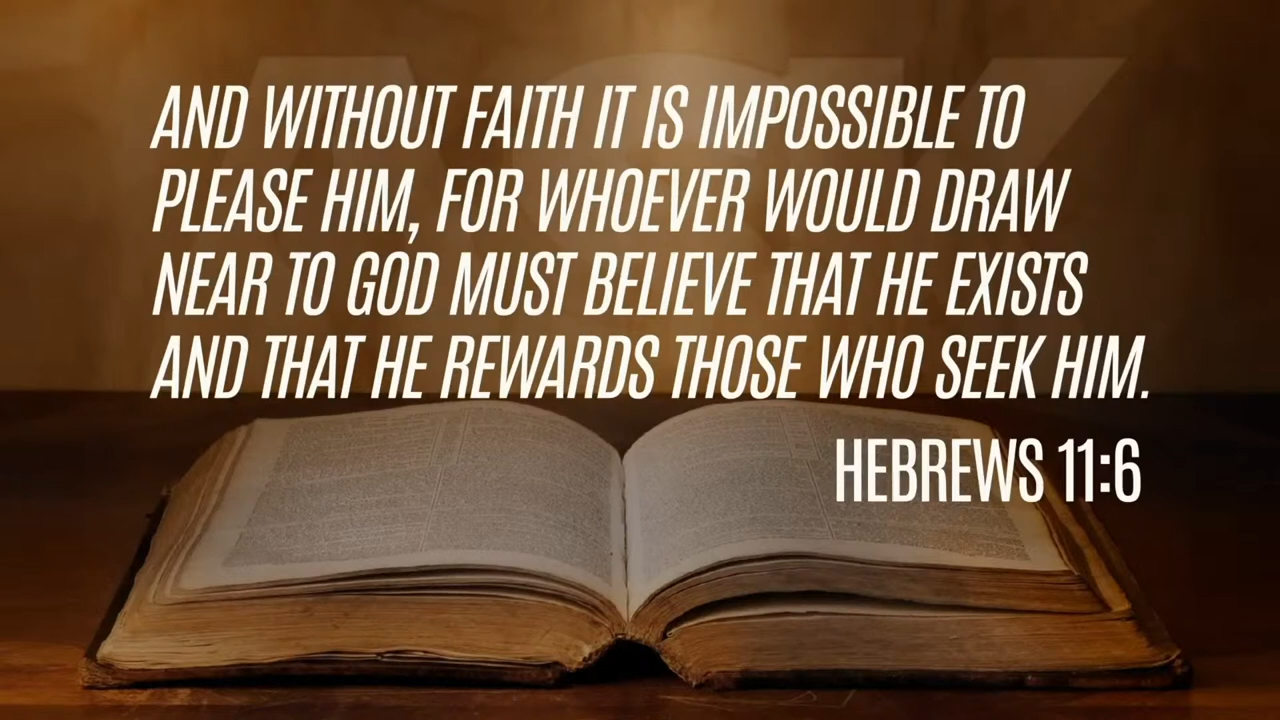 AND WITHOUT FAITH IT IS IMPOSSIBLE TO
PLEASE HIM, FOR WHOEVER WOULD DRAW
NEAR TO GOD MUST BELIEVE THAT HE EXISTS
AND THAT HE REWARDS THOSE WHO SEEK HIM.
HEBREWS 11:6